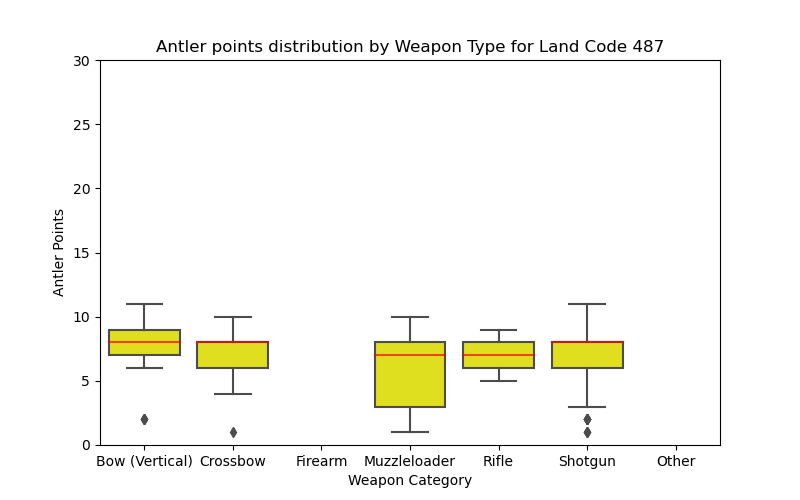 Antler points distribution by Weapon Type for Land Code 487
30
25
20
15
10
5
0
Antler Points
Bow (Vertical) Crossbow Firearm Muzzleloader Rifle Shotgun Other
Weapon Category